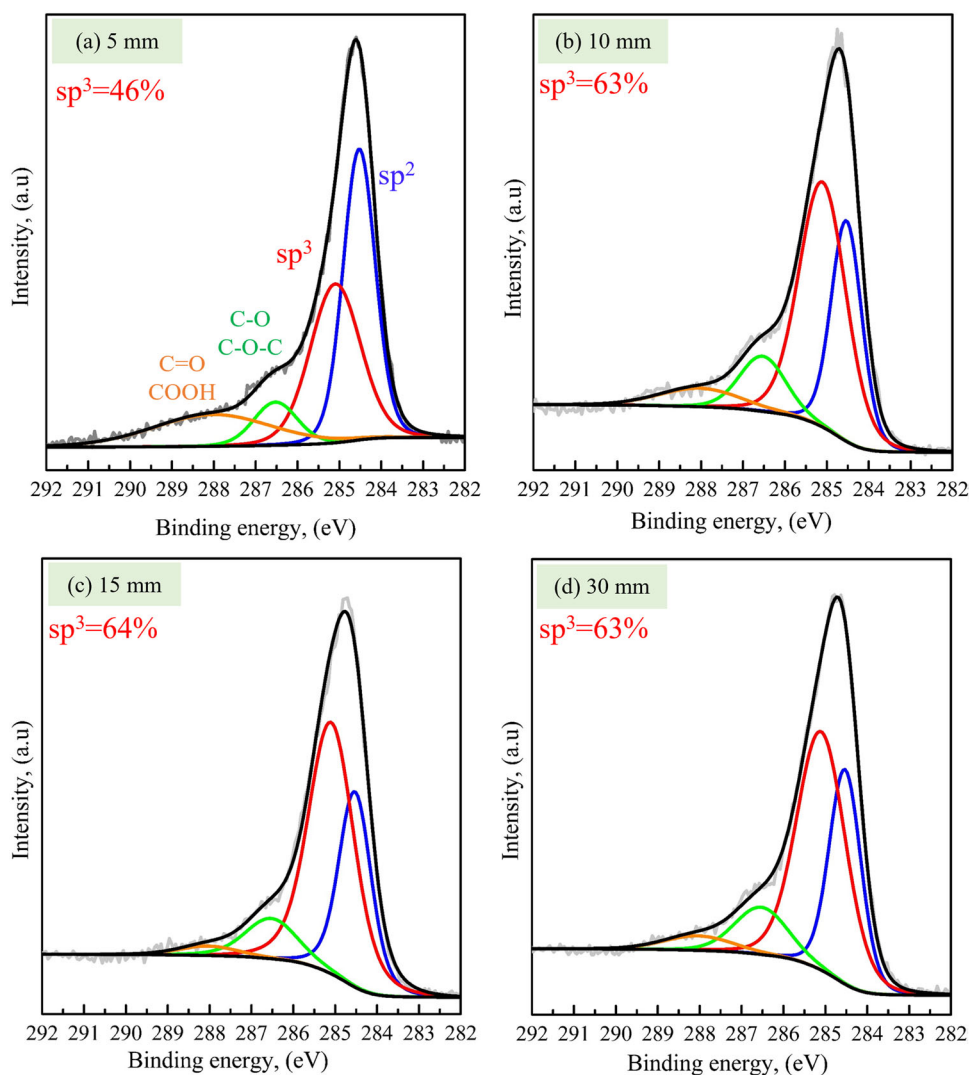 (a) 5 mm
sp³=46%
sp²
sp³
C-O
C-O-C
C=O
COOH
Intensity, (a.u)
292 291 290 289 288 287 286 285 284 283 282
Binding energy, (eV)
(b) 10 mm
sp³=63%
Intensity, (a.u)
292 291 290 289 288 287 286 285 284 283 282
Binding energy, (eV)
(c) 15 mm
sp³=64%
Intensity, (a.u)
292 291 290 289 288 287 286 285 284 283 282
Binding energy, (eV)
(d) 30 mm
sp³=63%
Intensity, (a.u)
292 291 290 289 288 287 286 285 284 283 282
Binding energy, (eV)